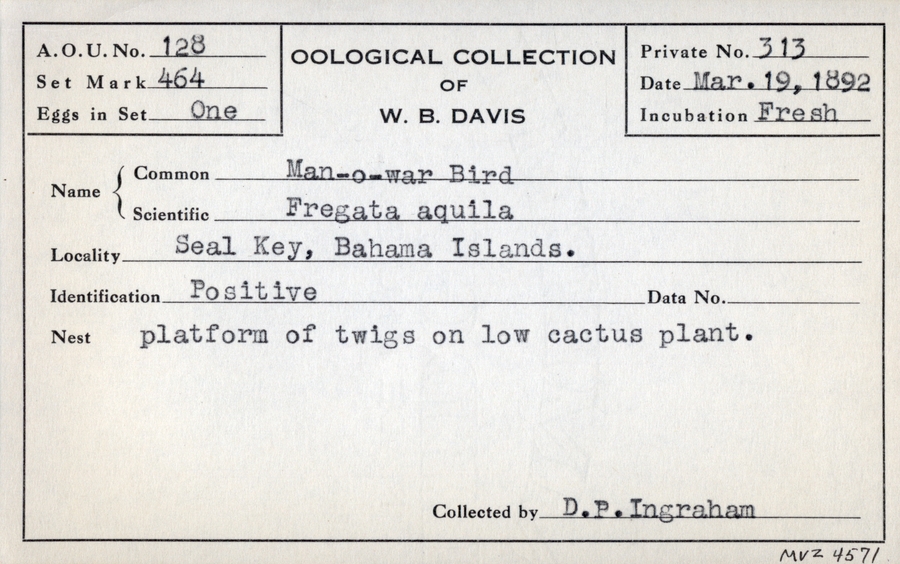 A.O.U. No. 128
Set Mark 464
Eggs in Set One
OOLOGICAL COLLECTION
OF
W. B. DAVIS
Private No. 313
Date Mar. 19, 1892
Incubation Fresh
Name { Common Man-o-war Bird
Scientific Fregata aquila
Locality Seal Key, Bahama Islands.
Identification Positive Data No.
Nest platform of twigs on low cactus plant.
Collected by D.P.Ingraham
MVZ 4571